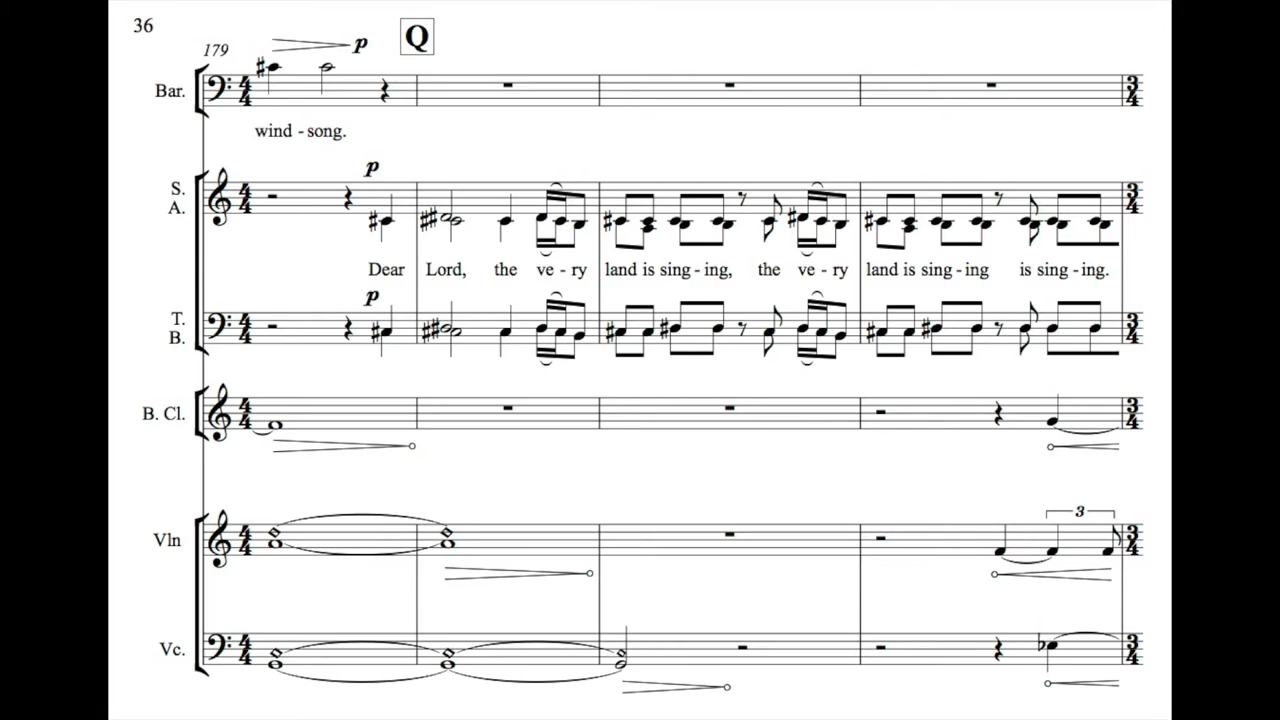 36
179
p
Q
Bar.
wind - song.
p
S.
A.
Dear Lord, the ve - ry land is sing - ing, the ve - ry land is sing - ing is sing - ing.
p
T.
B.
B. Cl.
3
Vln
Vc.